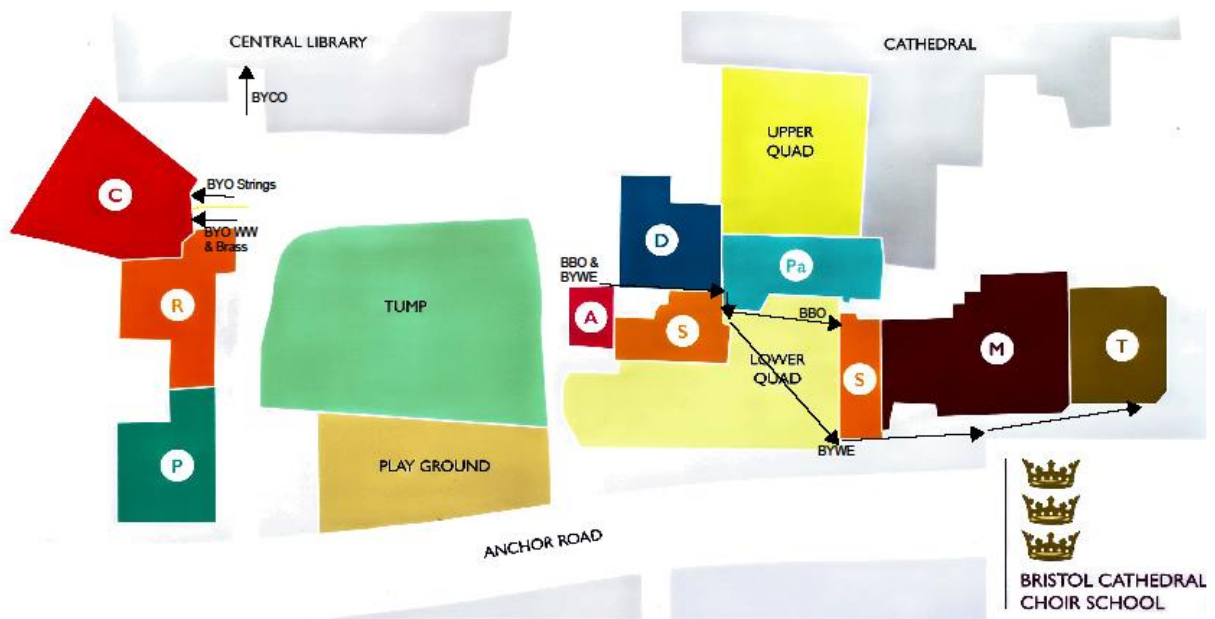 CENTRAL LIBRARY
CATHEDRAL
BYCO
UPPER
QUAD
C
BYO Strings
BYO WW
& Brass
D
Pa
BBO &
BYWE
R
TUMP
A
S
BBO
M
T
LOWER
QUAD
S
BYWE
P
PLAY GROUND
ANCHOR ROAD
BRISTOL CATHEDRAL
CHOIR SCHOOL